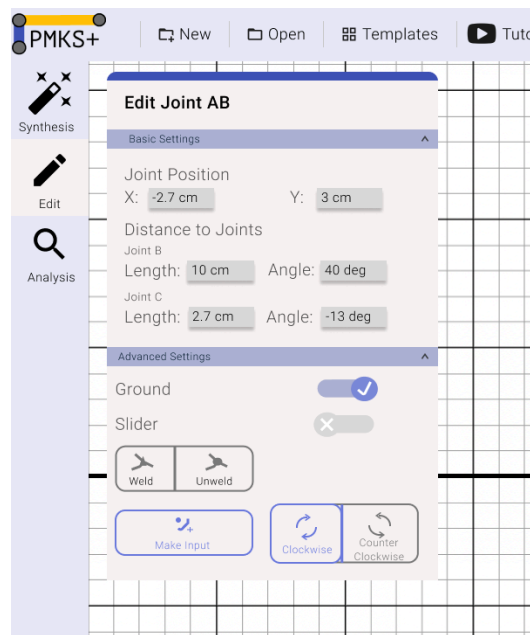 PMKS+ New Open Templates Tuto
Synthesis
Edit
Analysis
Edit Joint AB
Basic Settings
Joint Position
X: -2.7 cm Y: 3 cm
Distance to Joints
Joint B
Length: 10 cm Angle: 40 deg
Joint C
Length: 2.7 cm Angle: -13 deg
Advanced Settings
Ground
Slider
Weld Unweld
Make Input Clockwise Counter
Clockwise